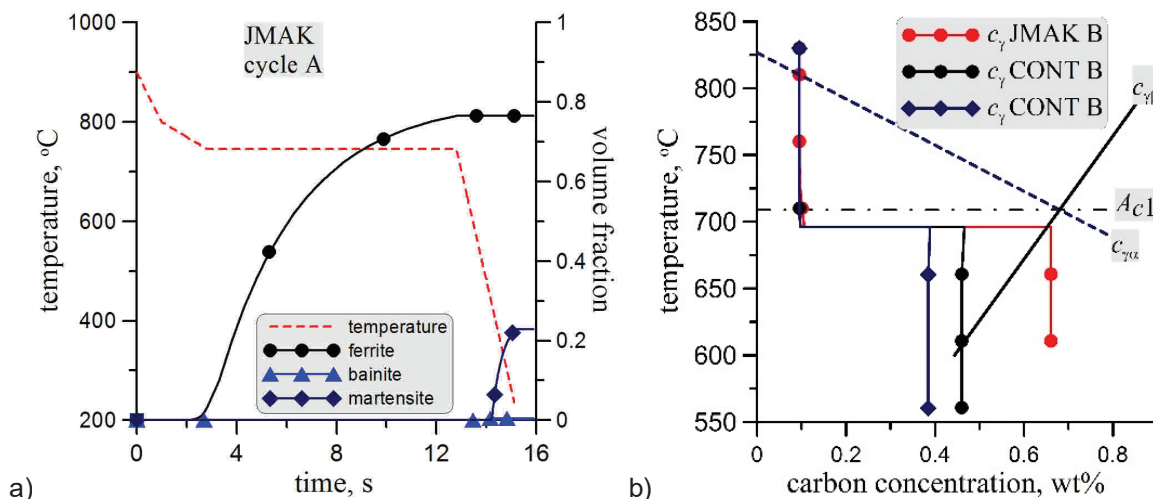 JMAK
cycle A
temperature, °C
1000
800
600
400
200
1
0.8
0.6
0.4
0.2
0
volume fraction
temperature
ferrite
bainite
martensite
0 4 8 12 16
time, s
a)
temperature, °C
850
800
750
700
650
600
550
cγ JMAK B
cγ CONT B
cγ CONT B
Ac1
cγα
0 0.2 0.4 0.6 0.8
carbon concentration, wt%
b)